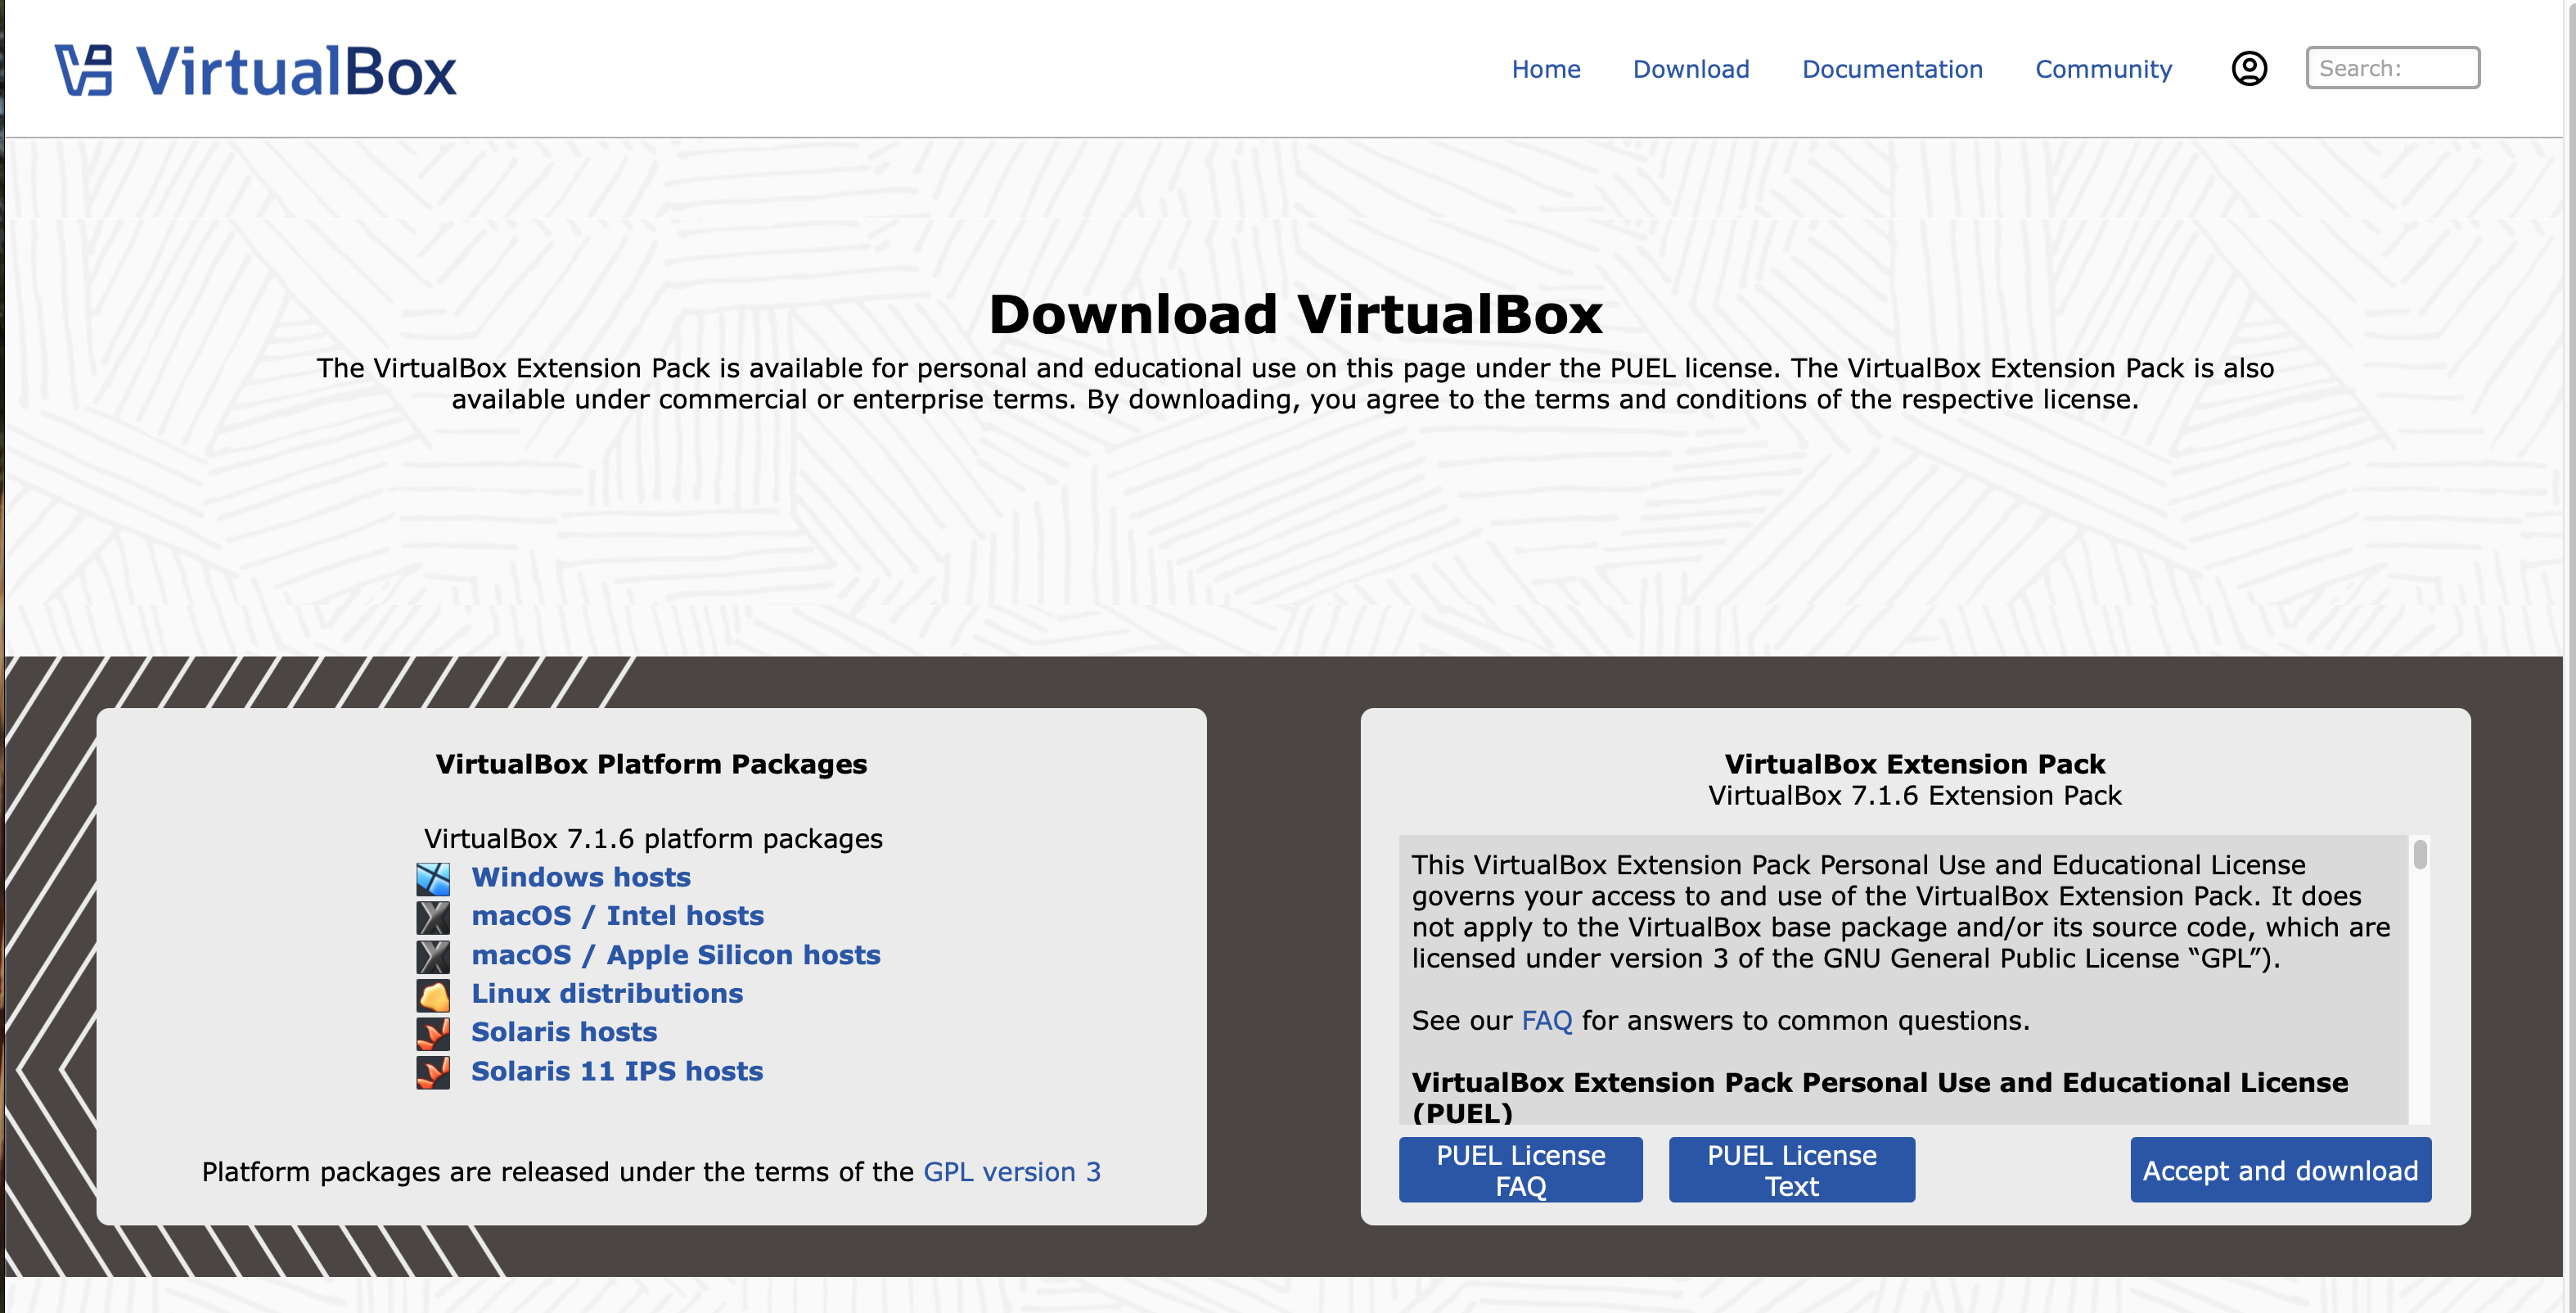 VirtualBox
Home
Download
Documentation
Community
Search:
Download VirtualBox
The VirtualBox Extension Pack is available for personal and educational use on this page under the PUEL license. The VirtualBox Extension Pack is also
available under commercial or enterprise terms. By downloading, you agree to the terms and conditions of the respective license.
VirtualBox Platform Packages
VirtualBox 7.1.6 platform packages
Windows hosts
macOS / Intel hosts
macOS / Apple Silicon hosts
Linux distributions
Solaris hosts
Solaris 11 IPS hosts
Platform packages are released under the terms of the GPL version 3
VirtualBox Extension Pack
VirtualBox 7.1.6 Extension Pack
This VirtualBox Extension Pack Personal Use and Educational License
governs your access to and use of the VirtualBox Extension Pack. It does
not apply to the VirtualBox base package and/or its source code, which are
licensed under version 3 of the GNU General Public License “GPL”).
See our FAQ for answers to common questions.
VirtualBox Extension Pack Personal Use and Educational License
(PUEL)
PUEL License
FAQ
PUEL License
Text
Accept and download